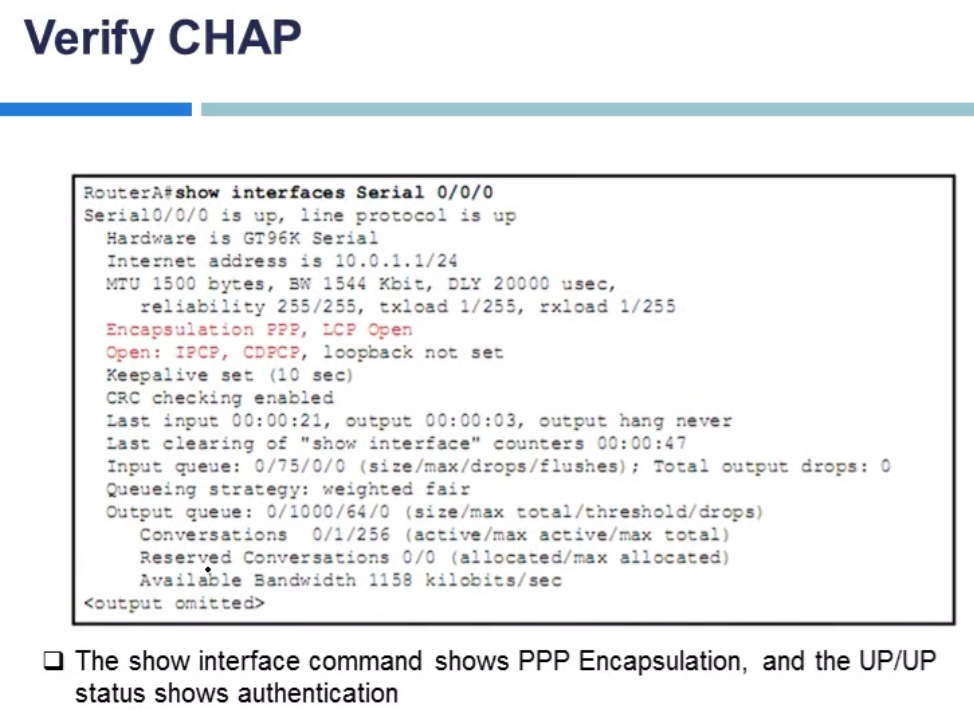 Verify CHAP
RouterA#show interfaces Serial 0/0/0
Serial0/0/0 is up, line protocol is up
Hardware is GT96K Serial
Internet address is 10.0.1.1/24
MTU 1500 bytes, BW 1544 Kbit, DLY 20000 usec,
reliability 255/255, txload 1/255, rxload 1/255
Encapsulation PPP, LCP Open
Open: IPCP, CDPCP, loopback not set
Keepalive set (10 sec)
CRC checking enabled
Last input 00:00:21, output 00:00:03, output hang never
Last clearing of "show interface" counters 00:00:47
Input queue: 0/75/0/0 (size/max/drops/flushes); Total output drops: 0
Queueing strategy: weighted fair
Output queue: 0/1000/64/0 (size/max total/threshold/drops)
Conversations 0/1/256 (active/max active/max total)
Reserved Conversations 0/0 (allocated/max allocated)
Available Bandwidth 1158 kilobits/sec
<output omitted>
❑ The show interface command shows PPP Encapsulation, and the UP/UP
status shows authentication